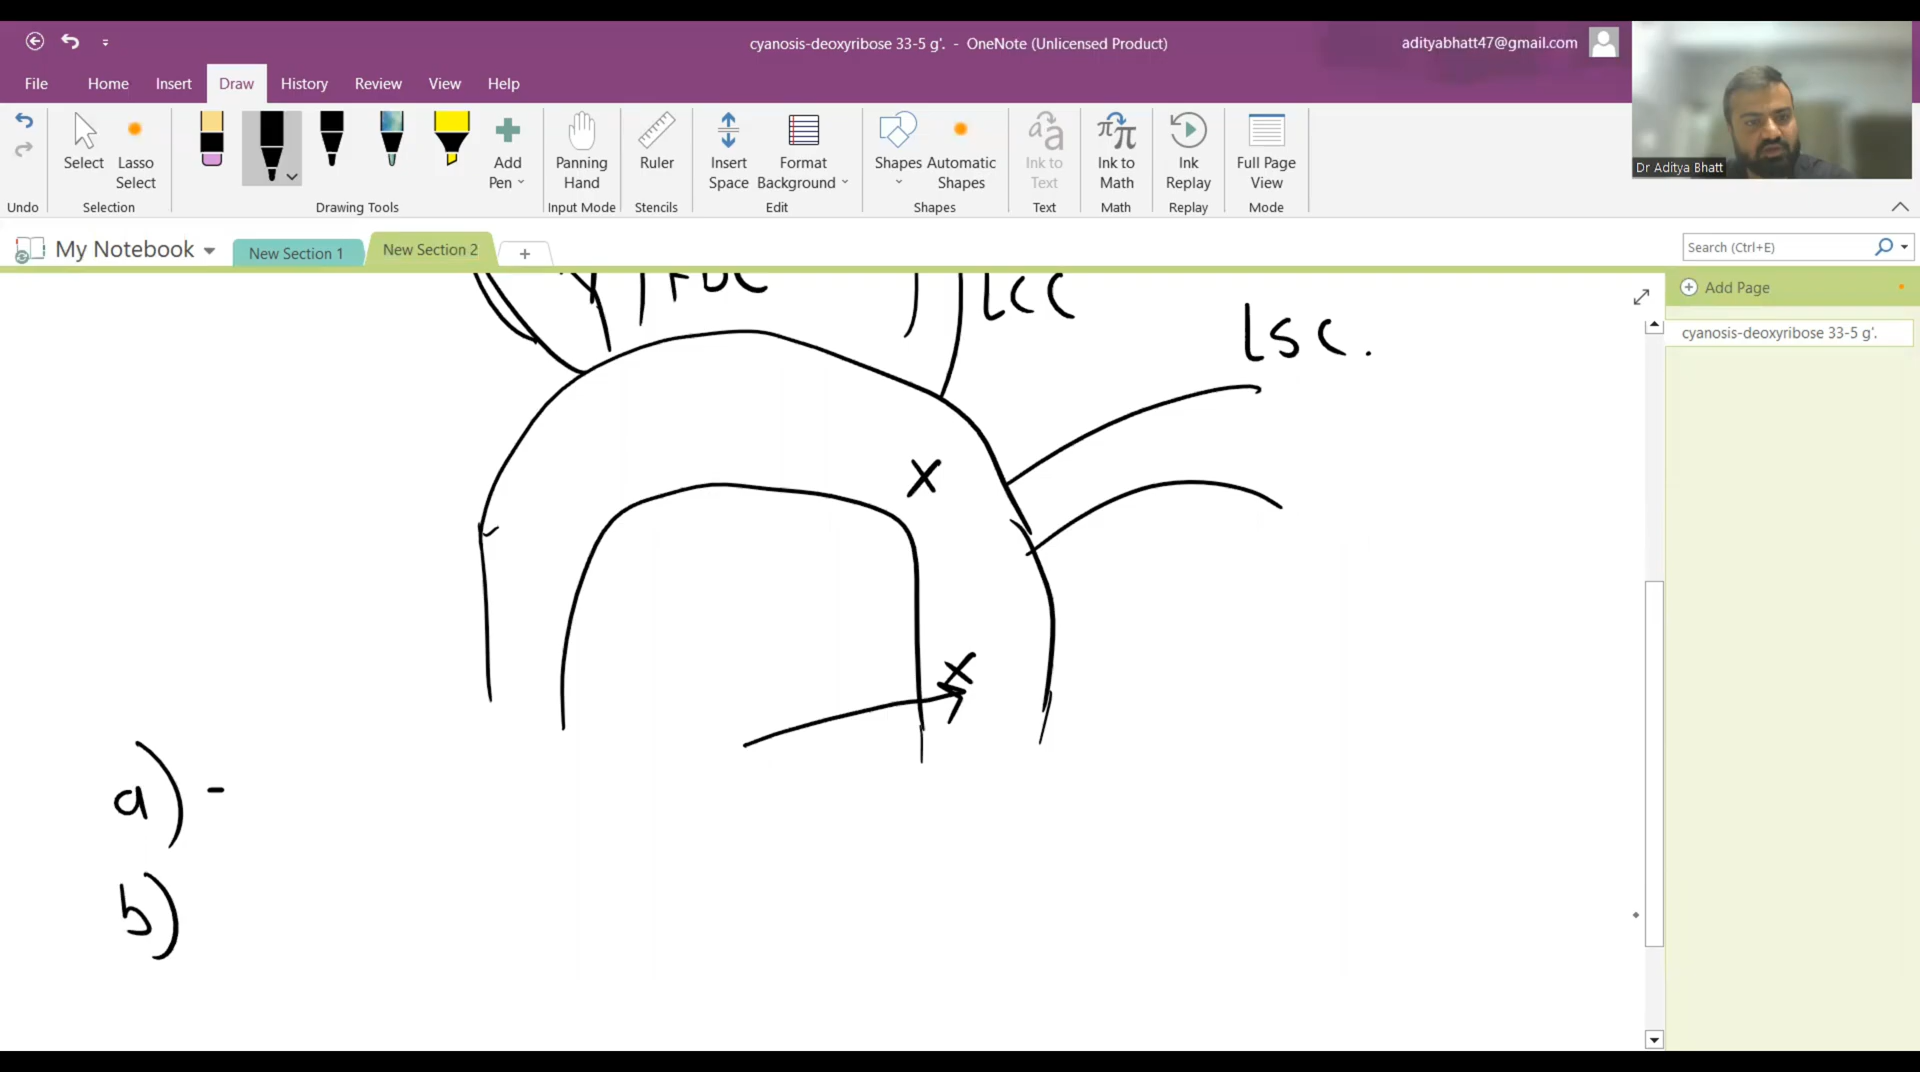 cyanosis-deoxyribose 33-5 g'. - OneNote (Unlicensed Product)
adityabhatt47@gmail.com
File Home Insert Draw History Review View Help
Dr Aditya Bhatt
Select
Lasso Select
Add Pen
Panning Hand
Ruler
Insert Space
Format Background
Shapes
Automatic Shapes
Ink to Text
Ink to Math
Ink Replay
Full Page View
Undo Selection Drawing Tools Input Mode Stencils Edit Shapes Text Math Replay Mode
My Notebook New Section 1 New Section 2 +
Search (Ctrl+E)
Add Page
cyanosis-deoxyribose 33-5 g'.
LCC
LSC.
X
X
a) -
b)